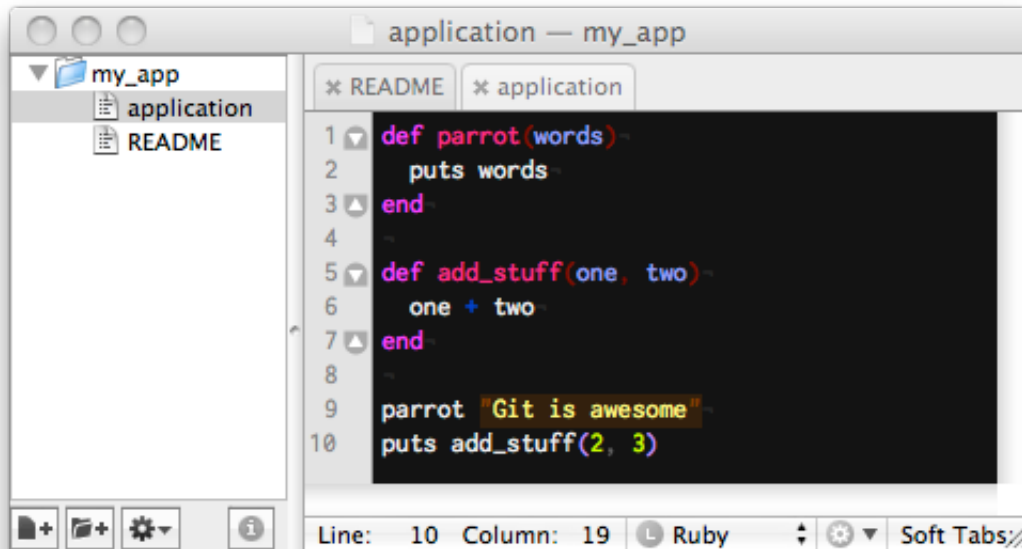 application — my_app
my_app
application
README
README
application
1 def parrot(words)
2   puts words
3 end
4
5 def add_stuff(one, two)
6   one + two
7 end
8
9 parrot "Git is awesome"
10 puts add_stuff(2, 3)
Line: 10 Column: 19 L Ruby Soft Tabs: